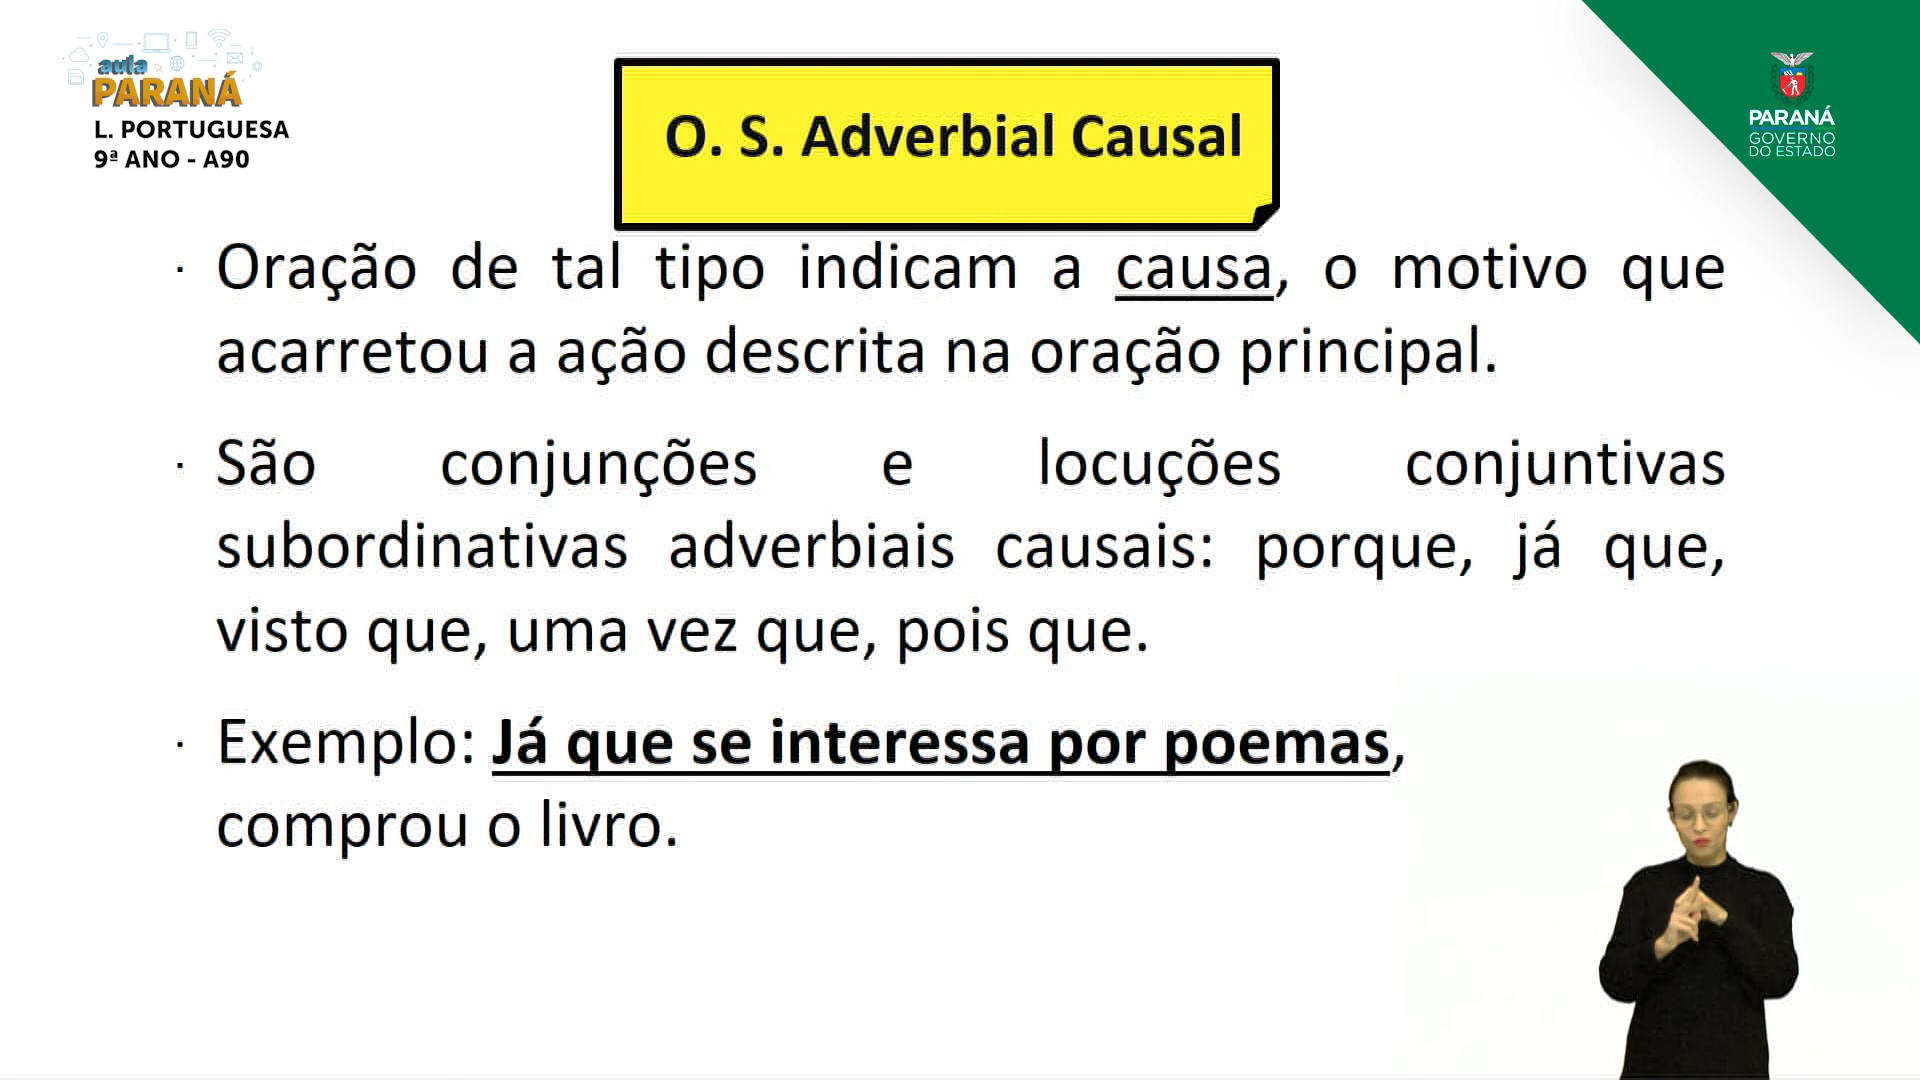 aula
PARANÁ
L. PORTUGUESA
9ª ANO - A90
O. S. Adverbial Causal
PARANÁ
GOVERNO
DO ESTADO
· Oração de tal tipo indicam a causa, o motivo que
acarretou a ação descrita na oração principal.
· São conjunções e locuções conjuntivas
subordinativas adverbiais causais: porque, já que,
visto que, uma vez que, pois que.
· Exemplo: Já que se interessa por poemas,
comprou o livro.